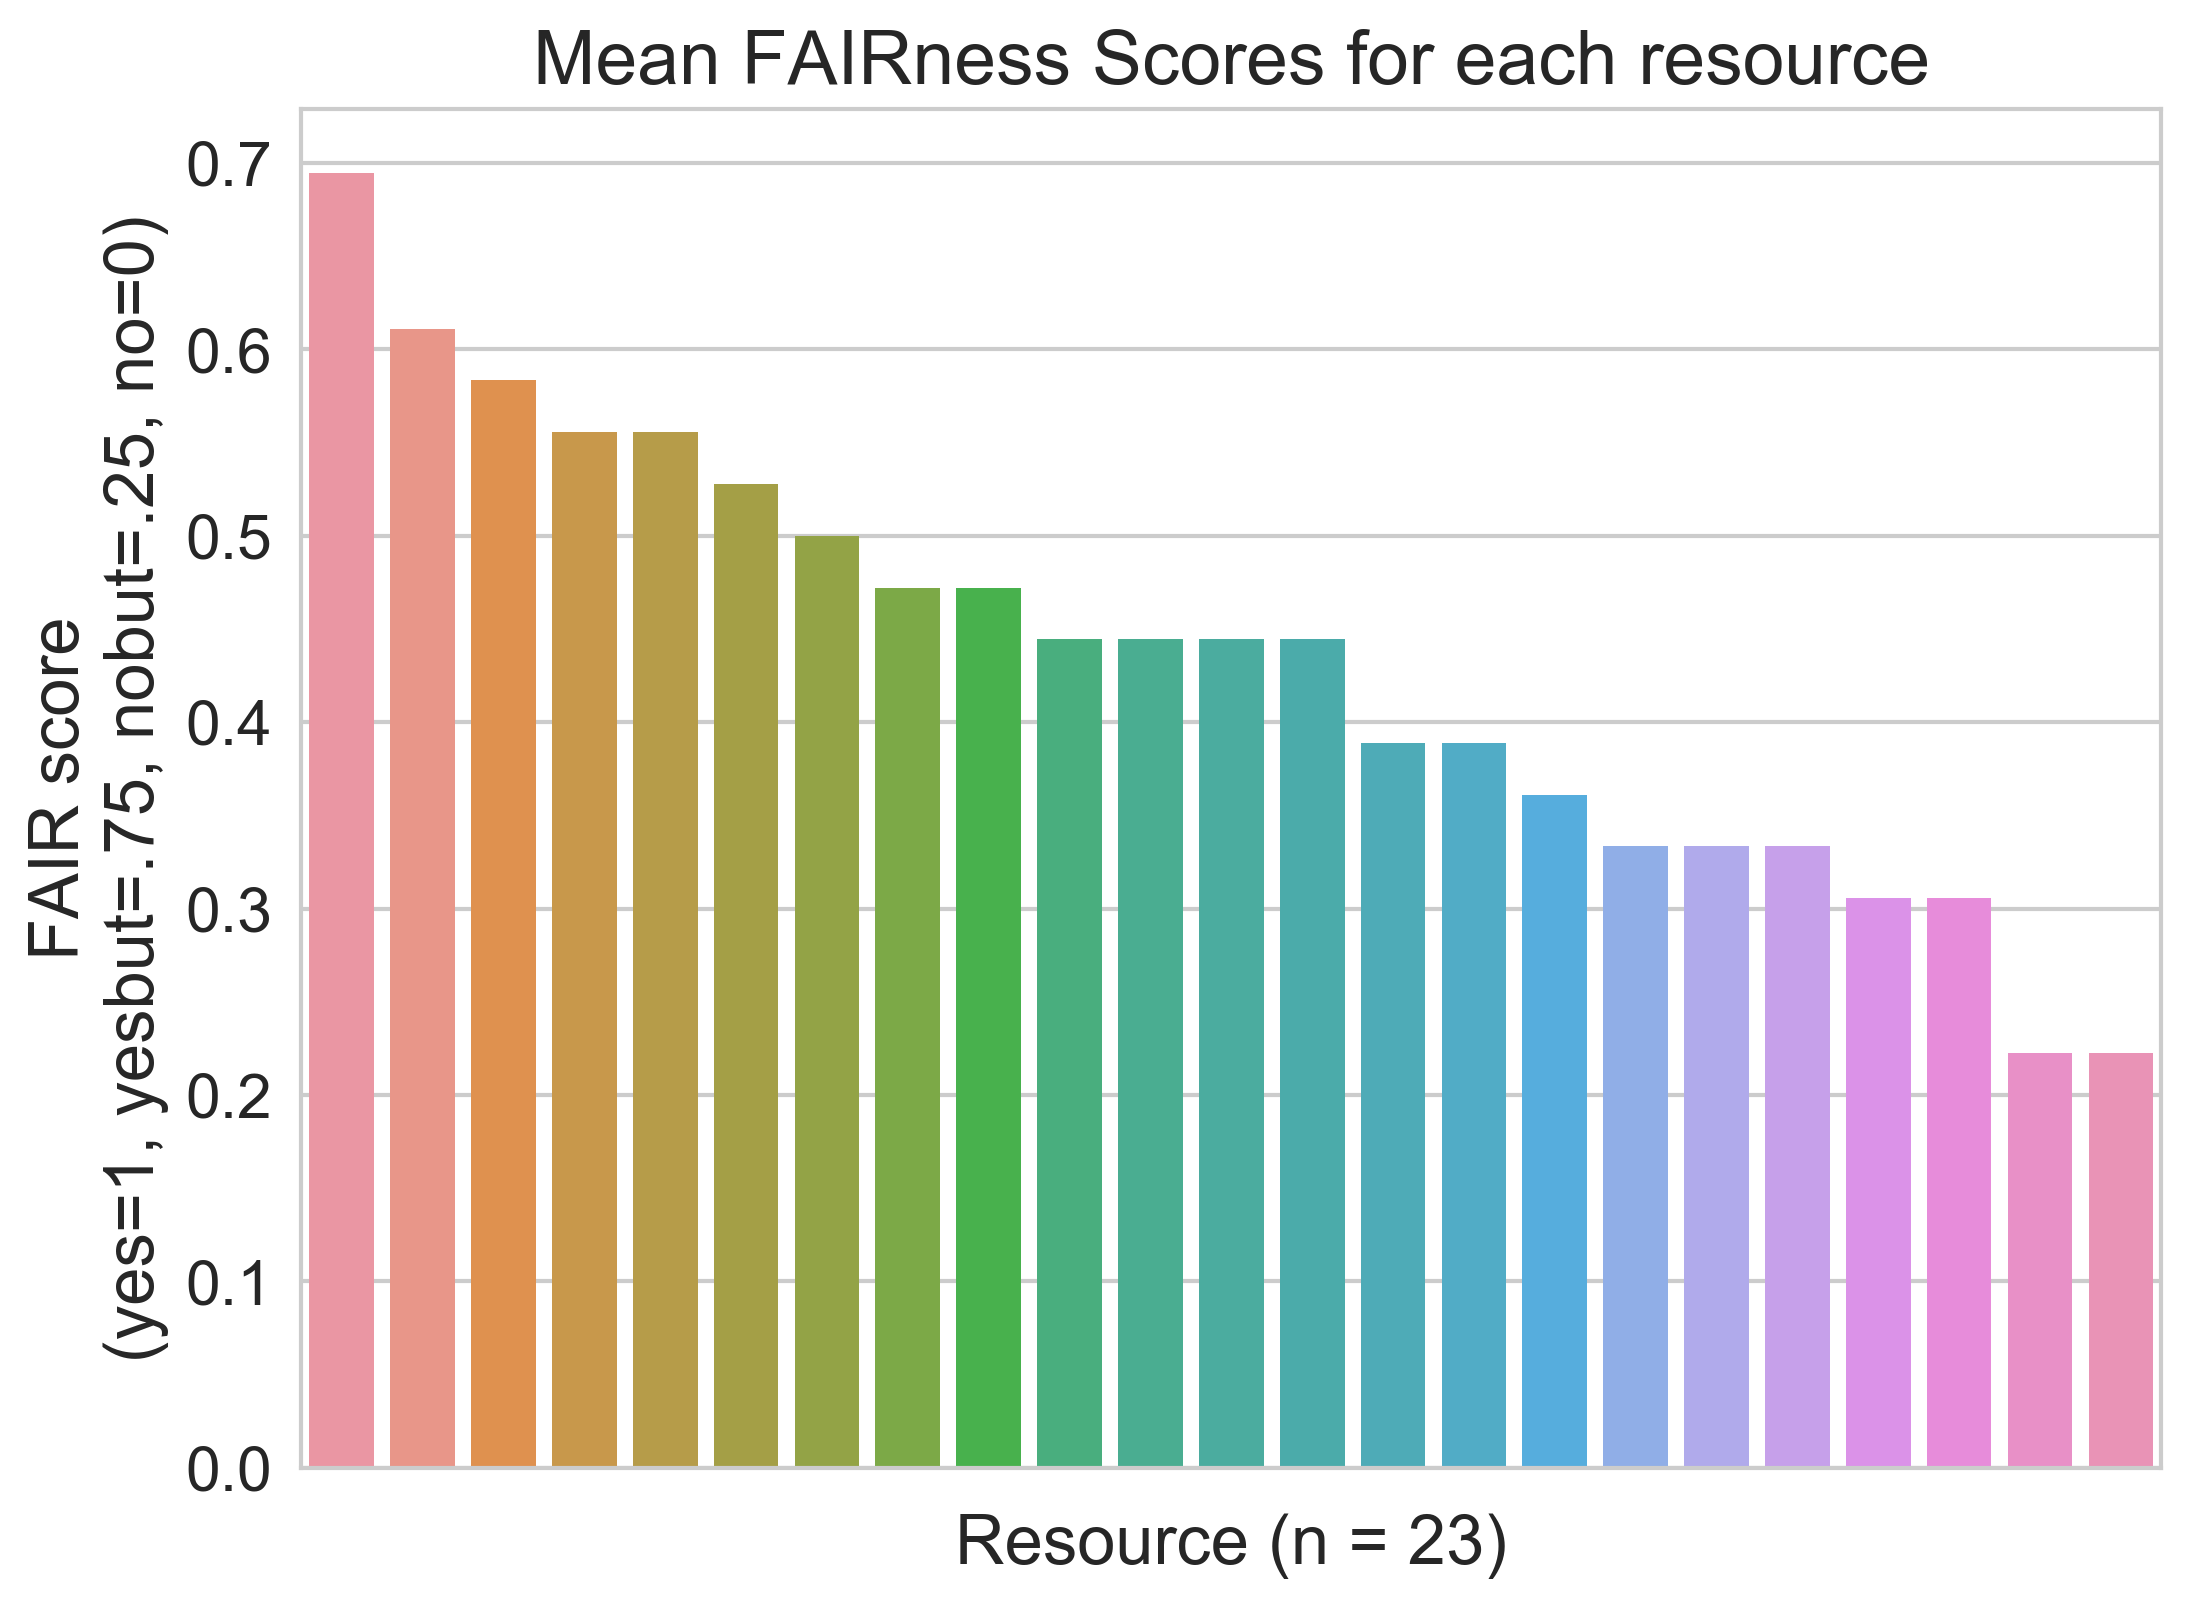 Mean FAIRness Scores for each resource
FAIR score
(yes=1, yesbut=.75, nobut=.25, no=0)
0.7
0.6
0.5
0.4
0.3
0.2
0.1
0.0
Resource (n = 23)